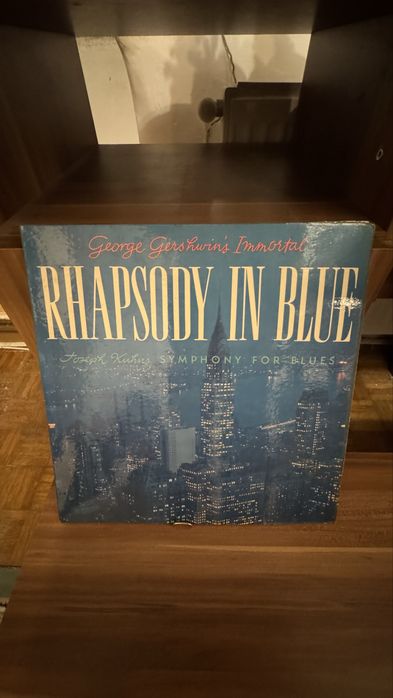 George Gershwin's Immortal
RHAPSODY IN BLUE
Joseph Kuhn's SYMPHONY FOR BLUES